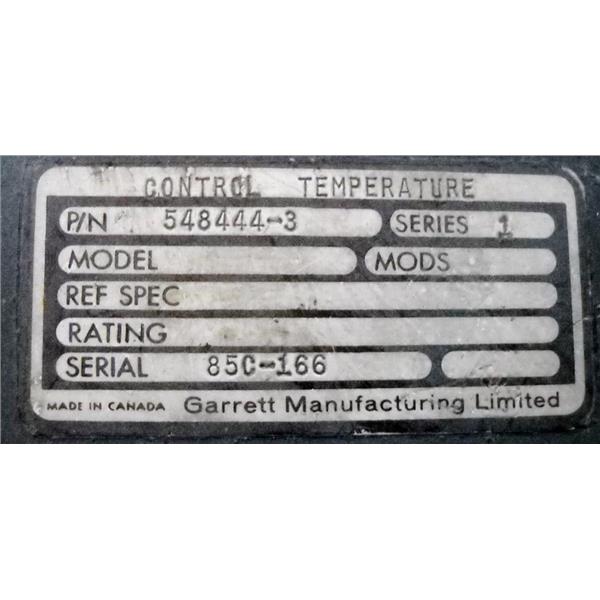 CONTROL TEMPERATURE
P/N 548444-3 SERIES 1
MODEL MODS
REF SPEC
RATING
SERIAL 85C-166
MADE IN CANADA Garrett Manufacturing Limited